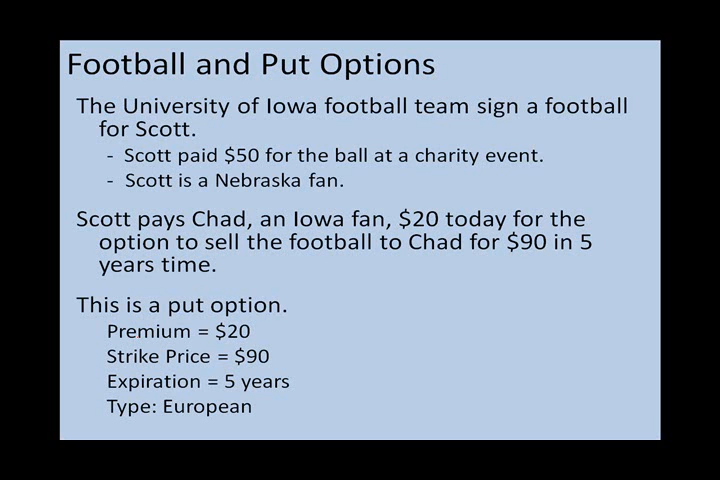 Football and Put Options
The University of Iowa football team sign a football
for Scott.
- Scott paid $50 for the ball at a charity event.
- Scott is a Nebraska fan.
Scott pays Chad, an Iowa fan, $20 today for the
option to sell the football to Chad for $90 in 5
years time.
This is a put option.
Premium = $20
Strike Price = $90
Expiration = 5 years
Type: European